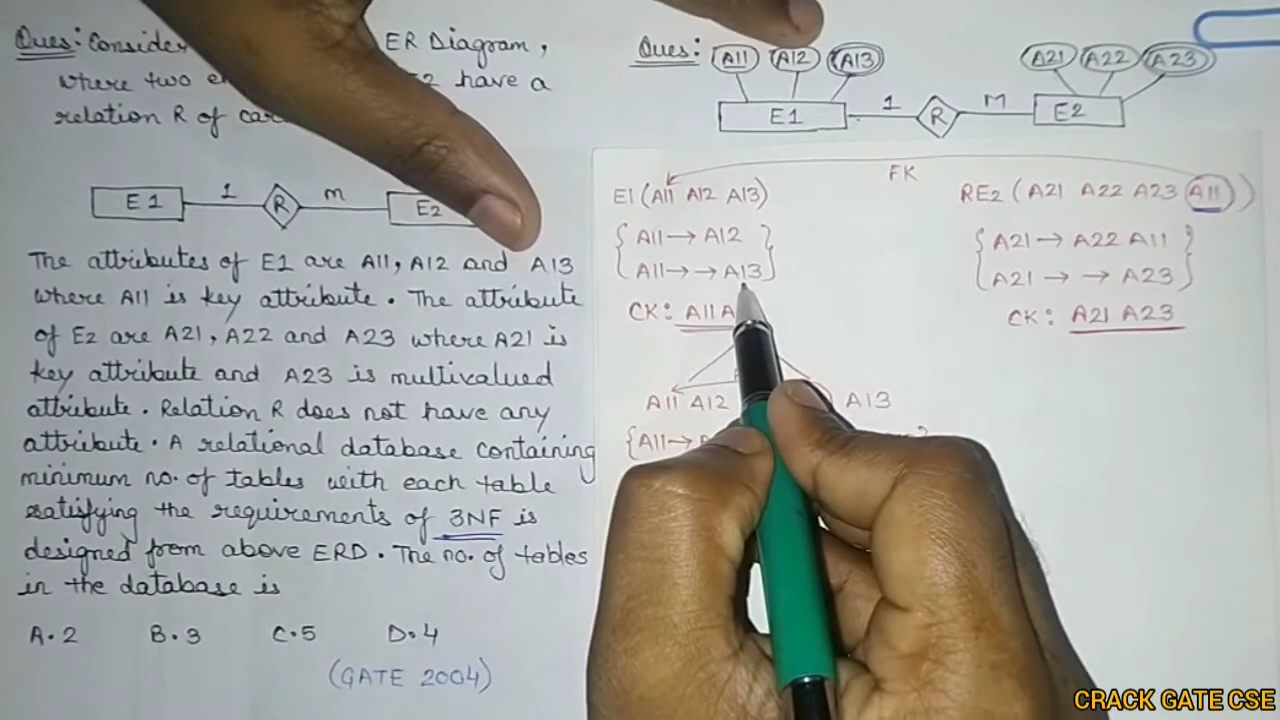 Ques: Consider ER Diagram,
where two en E2 have a
relation R of car
E1 1 R m E2
The attributes of E1 are A11, A12 and A13
where A11 is key attribute. The attribute
of E2 are A21, A22 and A23 where A21 is
key attribute and A23 is multivalued
attribute. Relation R does not have any
attribute. A relational database containing
minimum no. of tables with each table
satisfying the requirements of 3NF is
designed from above ERD. The no. of tables
in the database is
A. 2 B. 3 C. 5 D. 4
(GATE 2004)
Ques: A11 A12 A13 A21 A22 A23
E1 1 R M E2
FK
E1 (A11 A12 A13) RE2 (A21 A22 A23 A11)
{ A11 → A12 } { A21 → A22 A11 }
{ A11 → → A13 } { A21 → → A23 }
CK: A11 A CK: A21 A23
A11 A12 A13
{A11 → }
CRACK GATE CSE